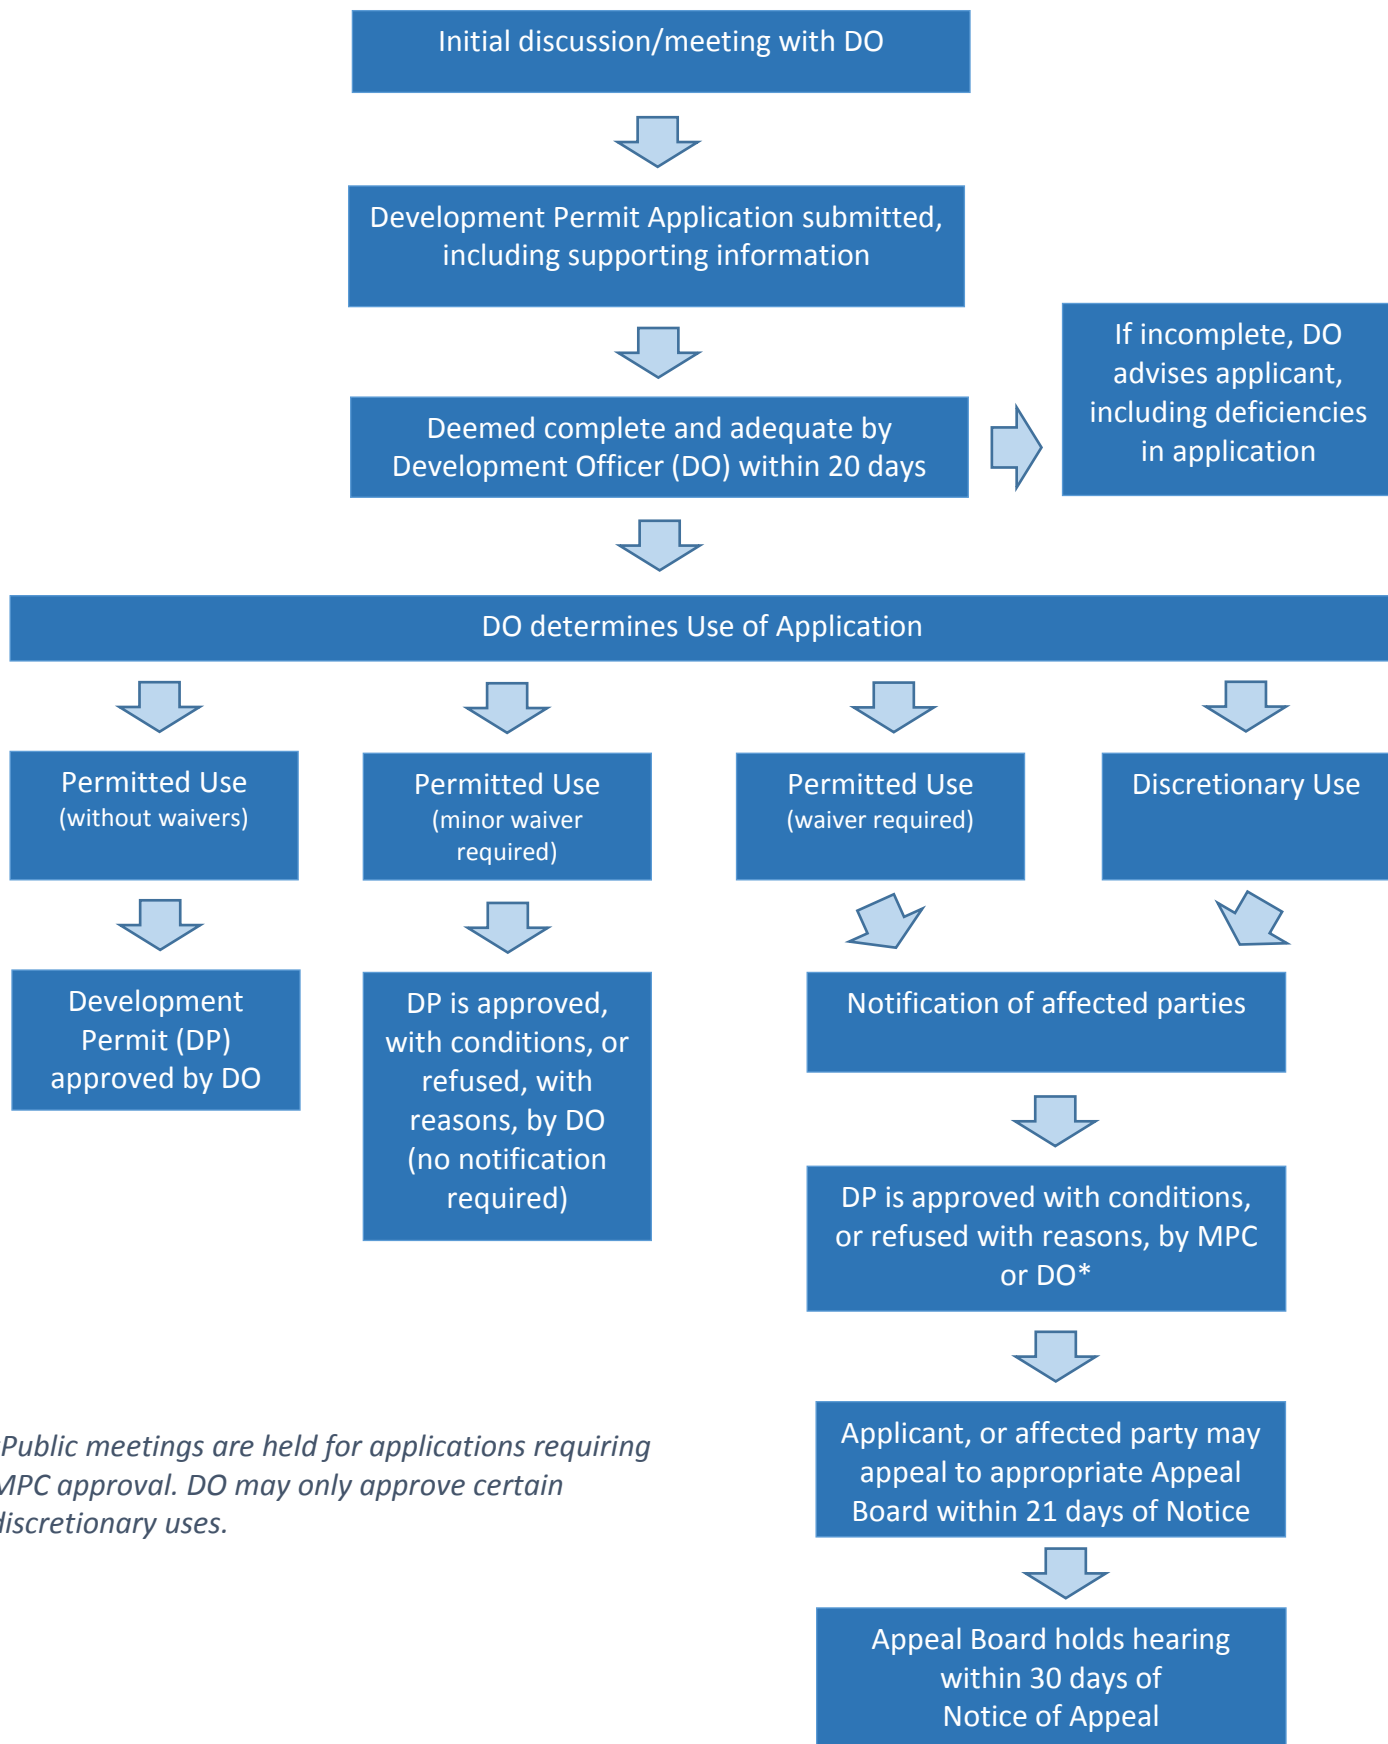 Initial discussion/meeting with DO
Development Permit Application submitted,
including supporting information
If incomplete, DO
advises applicant,
including deficiencies
in application
Deemed complete and adequate by
Development Officer (DO) within 20 days
DO determines Use of Application
Permitted Use
(without waivers)
Permitted Use
(minor waiver
required)
Permitted Use
(waiver required)
Discretionary Use
Development
Permit (DP)
approved by DO
DP is approved,
with conditions, or
refused, with
reasons, by DO
(no notification
required)
Notification of affected parties
DP is approved with conditions,
or refused with reasons, by MPC
or DO*
Applicant, or affected party may
appeal to appropriate Appeal
Board within 21 days of Notice
Appeal Board holds hearing
within 30 days of
Notice of Appeal
Public meetings are held for applications requiring
MPC approval. DO may only approve certain
discretionary uses.